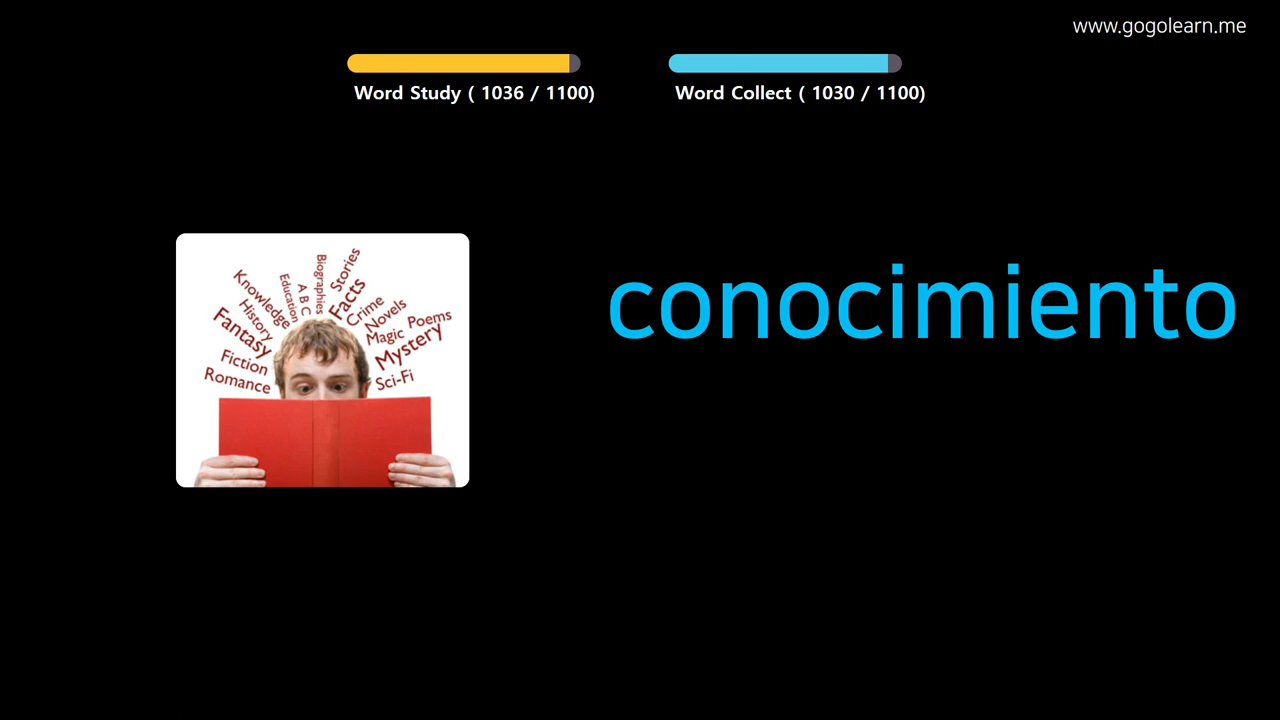 www.gogolearn.me
Word Study ( 1036 / 1100)
Word Collect ( 1030 / 1100)
conocimiento
Knowledge
History
Fantasy
Fiction
Romance
Education
A B C
Biographies
Stories
Facts
Crime
Novels
Magic
Poems
Mystery
Sci-Fi